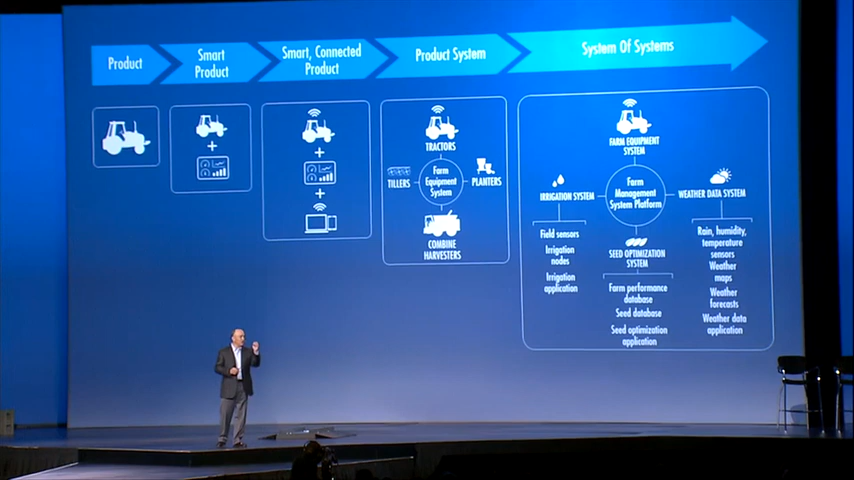 Product
Smart
Product
Smart, Connected
Product
Product System
System Of Systems
TRACTORS
TILLERS
Farm
Equipment
System
PLANTERS
COMBINE
HARVESTERS
FARM EQUIPMENT
SYSTEM
IRRIGATION SYSTEM
Field sensors
Irrigation
nodes
Irrigation
application
Farm
Management
System Platform
WEATHER DATA SYSTEM
Rain, humidity,
temperature
sensors
Weather
maps
Weather
forecasts
Weather data
application
SEED OPTIMIZATION
SYSTEM
Farm performance
database
Seed database
Seed optimization
application